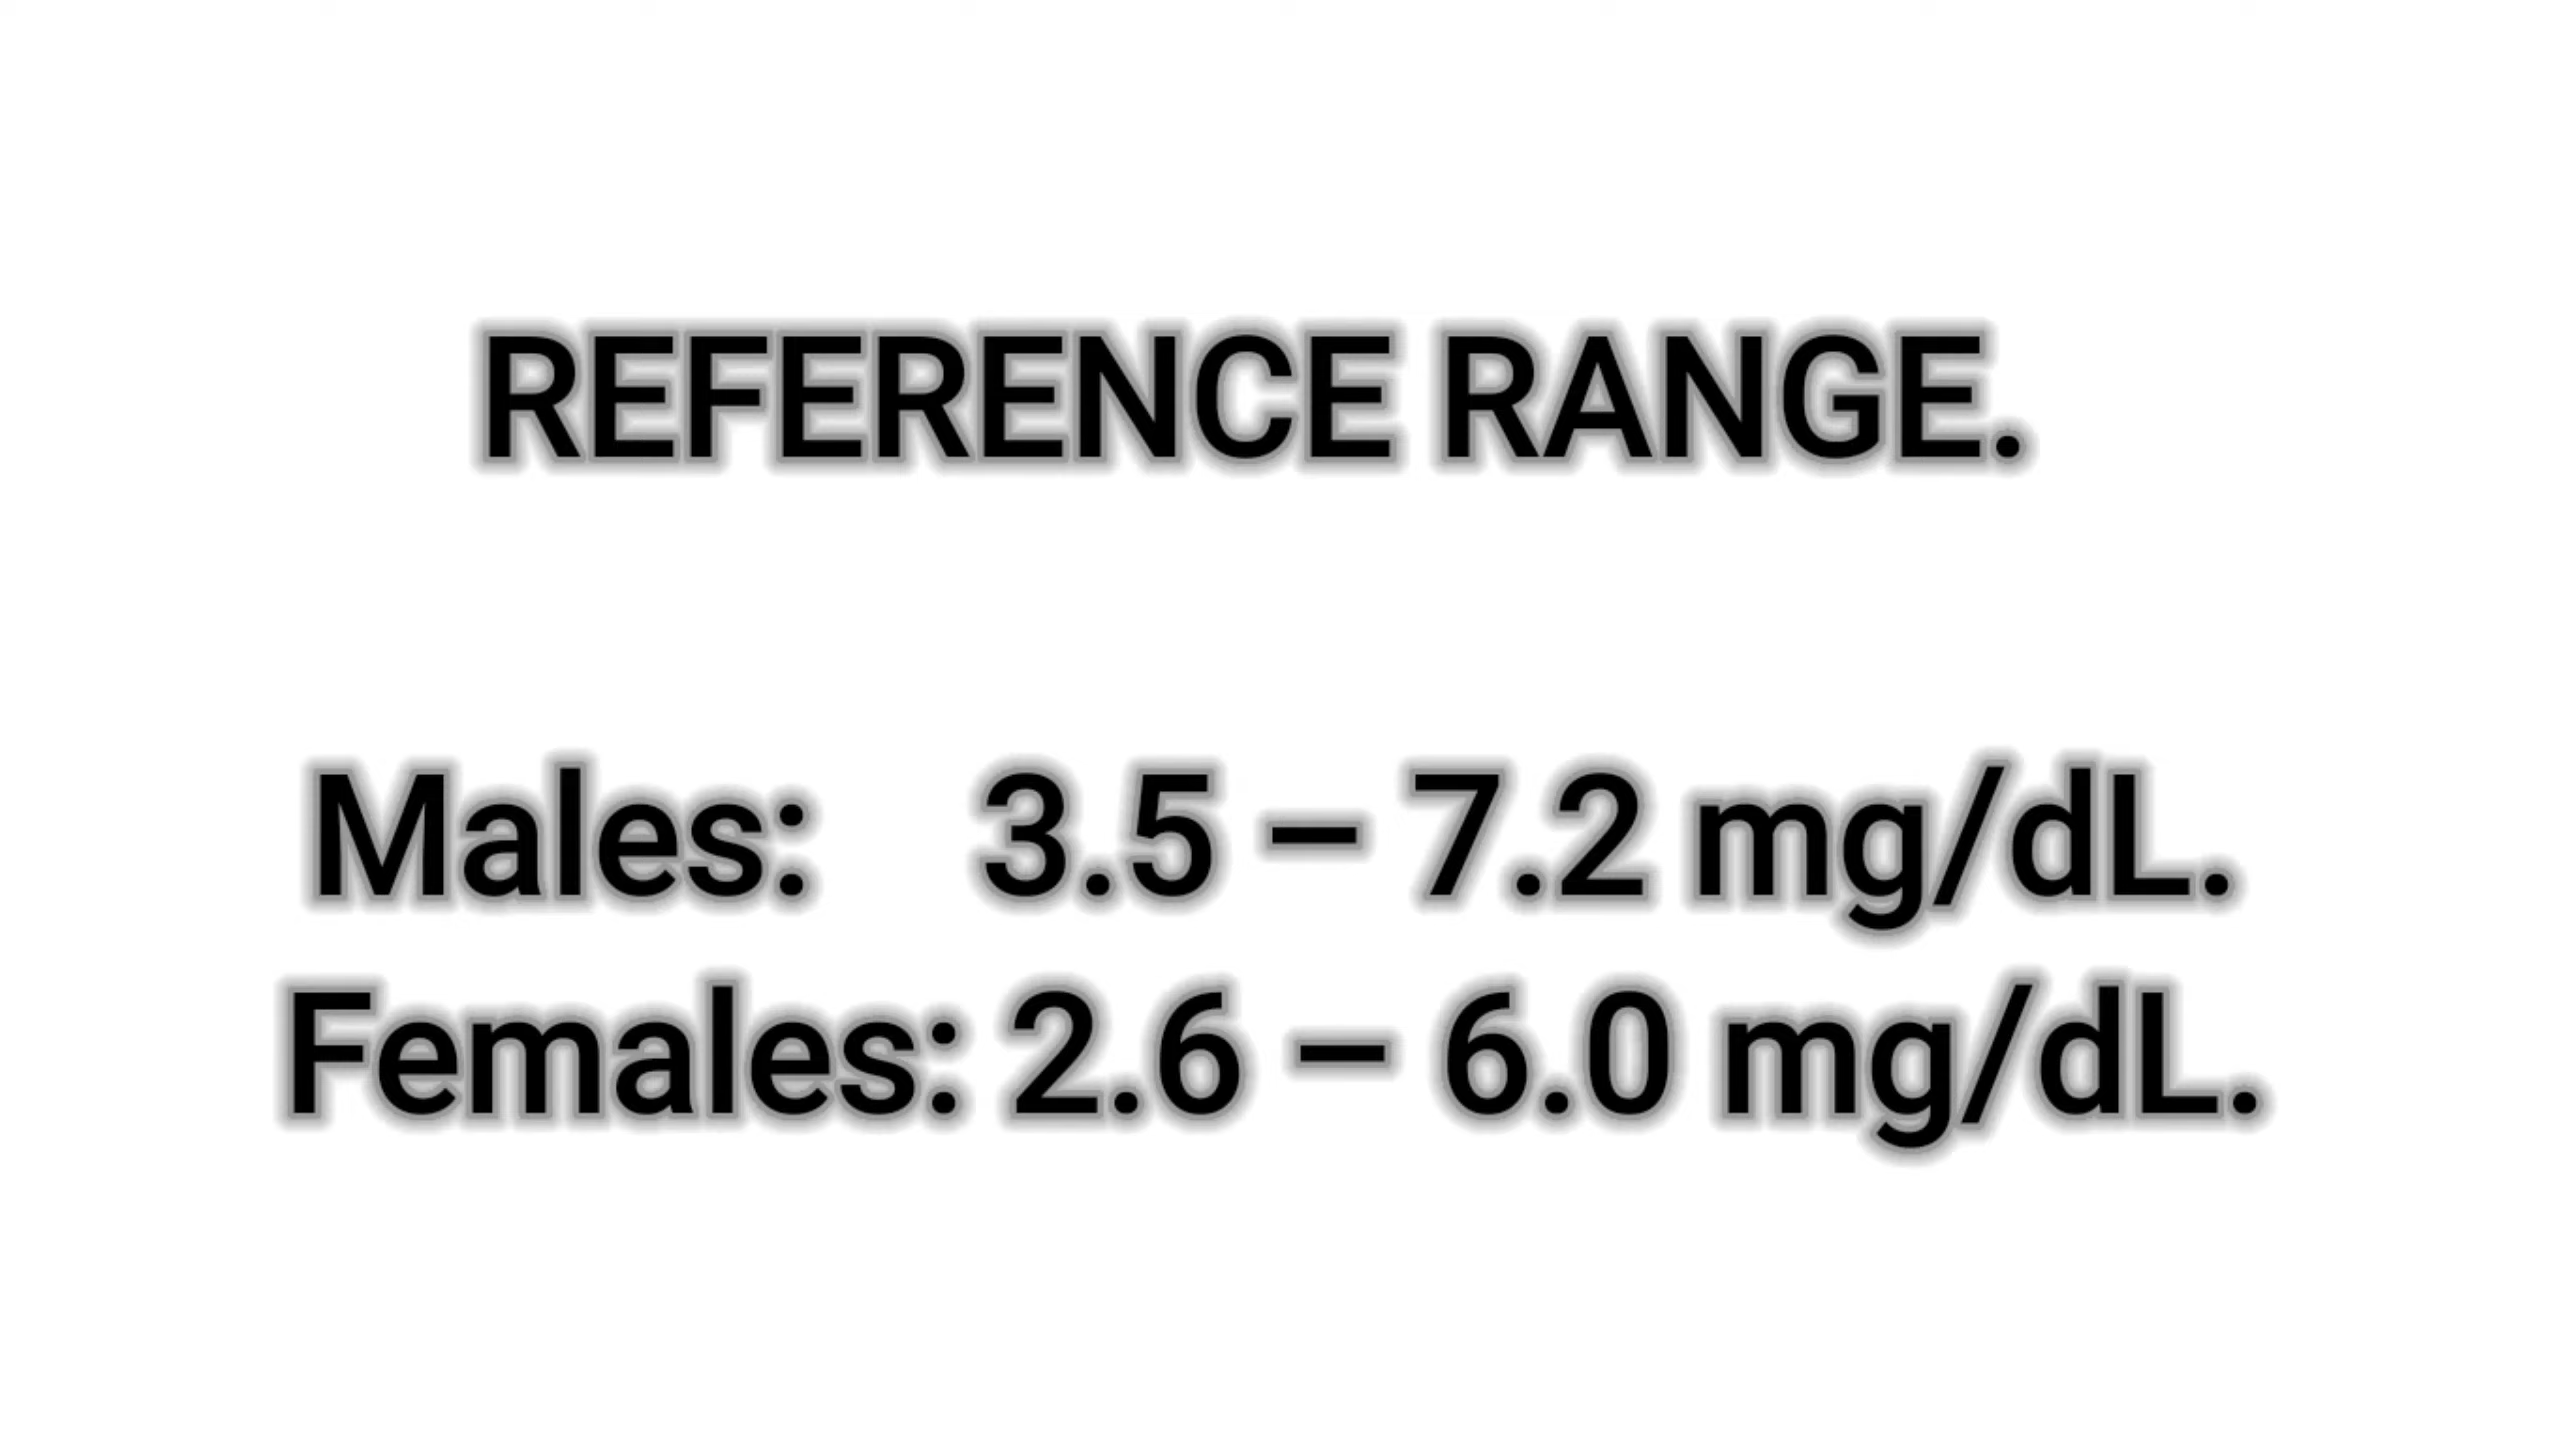 REFERENCE RANGE.
Males: 3.5 – 7.2 mg/dL.
Females: 2.6 – 6.0 mg/dL.